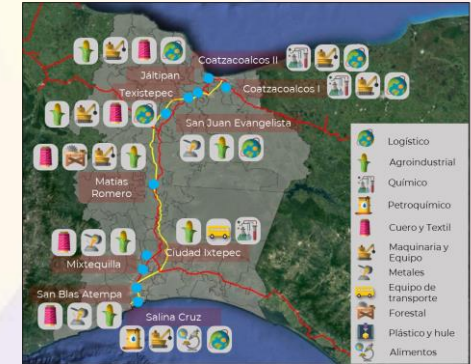 Coatzacoalcos II
Jáltipan
Coatzacoalcos I
Texistepec
San Juan Evangelista
Matías
Romero
Ciudad Ixtepec
Mixtequilla
San Blas Atempa
Salina Cruz
Logístico
Agroindustrial
Químico
Petroquímico
Cuero y Textil
Maquinaria y
Equipo
Metales
Equipo de
transporte
Forestal
Plástico y hule
Alimentos